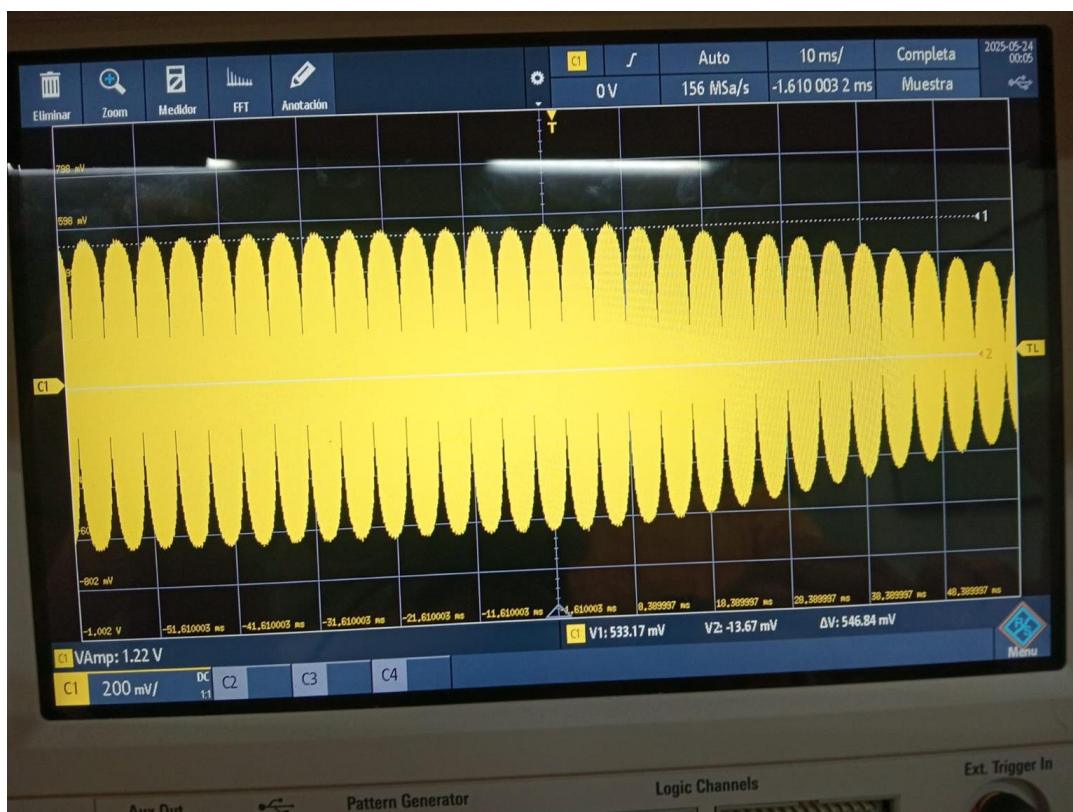 Eliminar
Zoom
Medidor
FFT
Anotación
C1
Auto
10 ms/
Completa
2025-05-24
00:05
0 V
156 MSa/s
-1.610 003 2 ms
Muestra
T
798 mV
598 mV
1
C1
2
TL
-802 mV
-1.002 V
-51,610003 ms
-41,610003 ms
-31,610003 ms
-21,610003 ms
-11,610003 ms
-1,610003 ms
8,389997 ms
18,389997 ms
28,389997 ms
38,389997 ms
48,389997 ms
C1 VAmp: 1.22 V
C1 V1: 533.17 mV V2: -13.67 mV ΔV: 546.84 mV
R&S
Menu
C1 200 mV/ DC 1:1 C2 C3 C4
Aux Out
Pattern Generator
Logic Channels
Ext. Trigger In